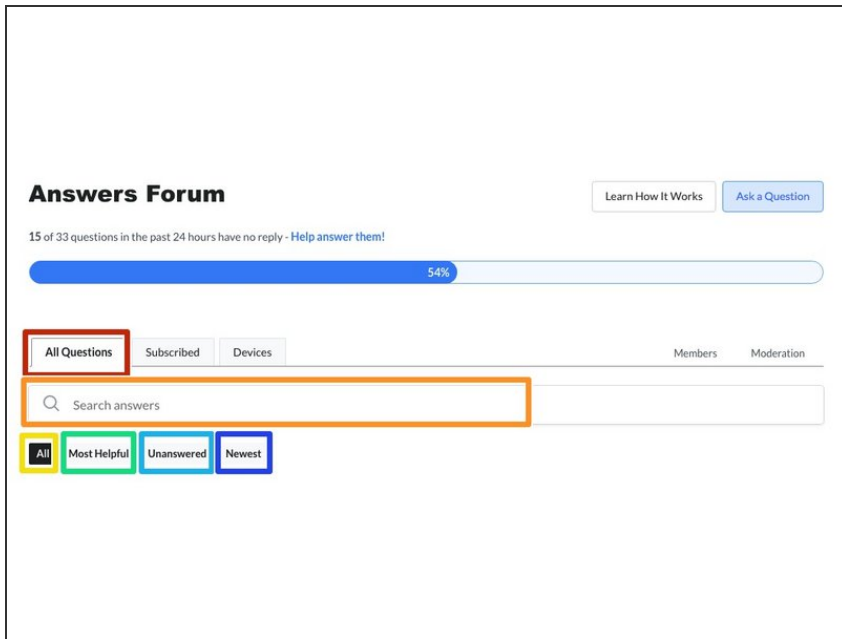 Answers Forum
Learn How It Works
Ask a Question
15 of 33 questions in the past 24 hours have no reply - Help answer them!
54%
All Questions
Subscribed
Devices
Members
Moderation
Search answers
All
Most Helpful
Unanswered
Newest